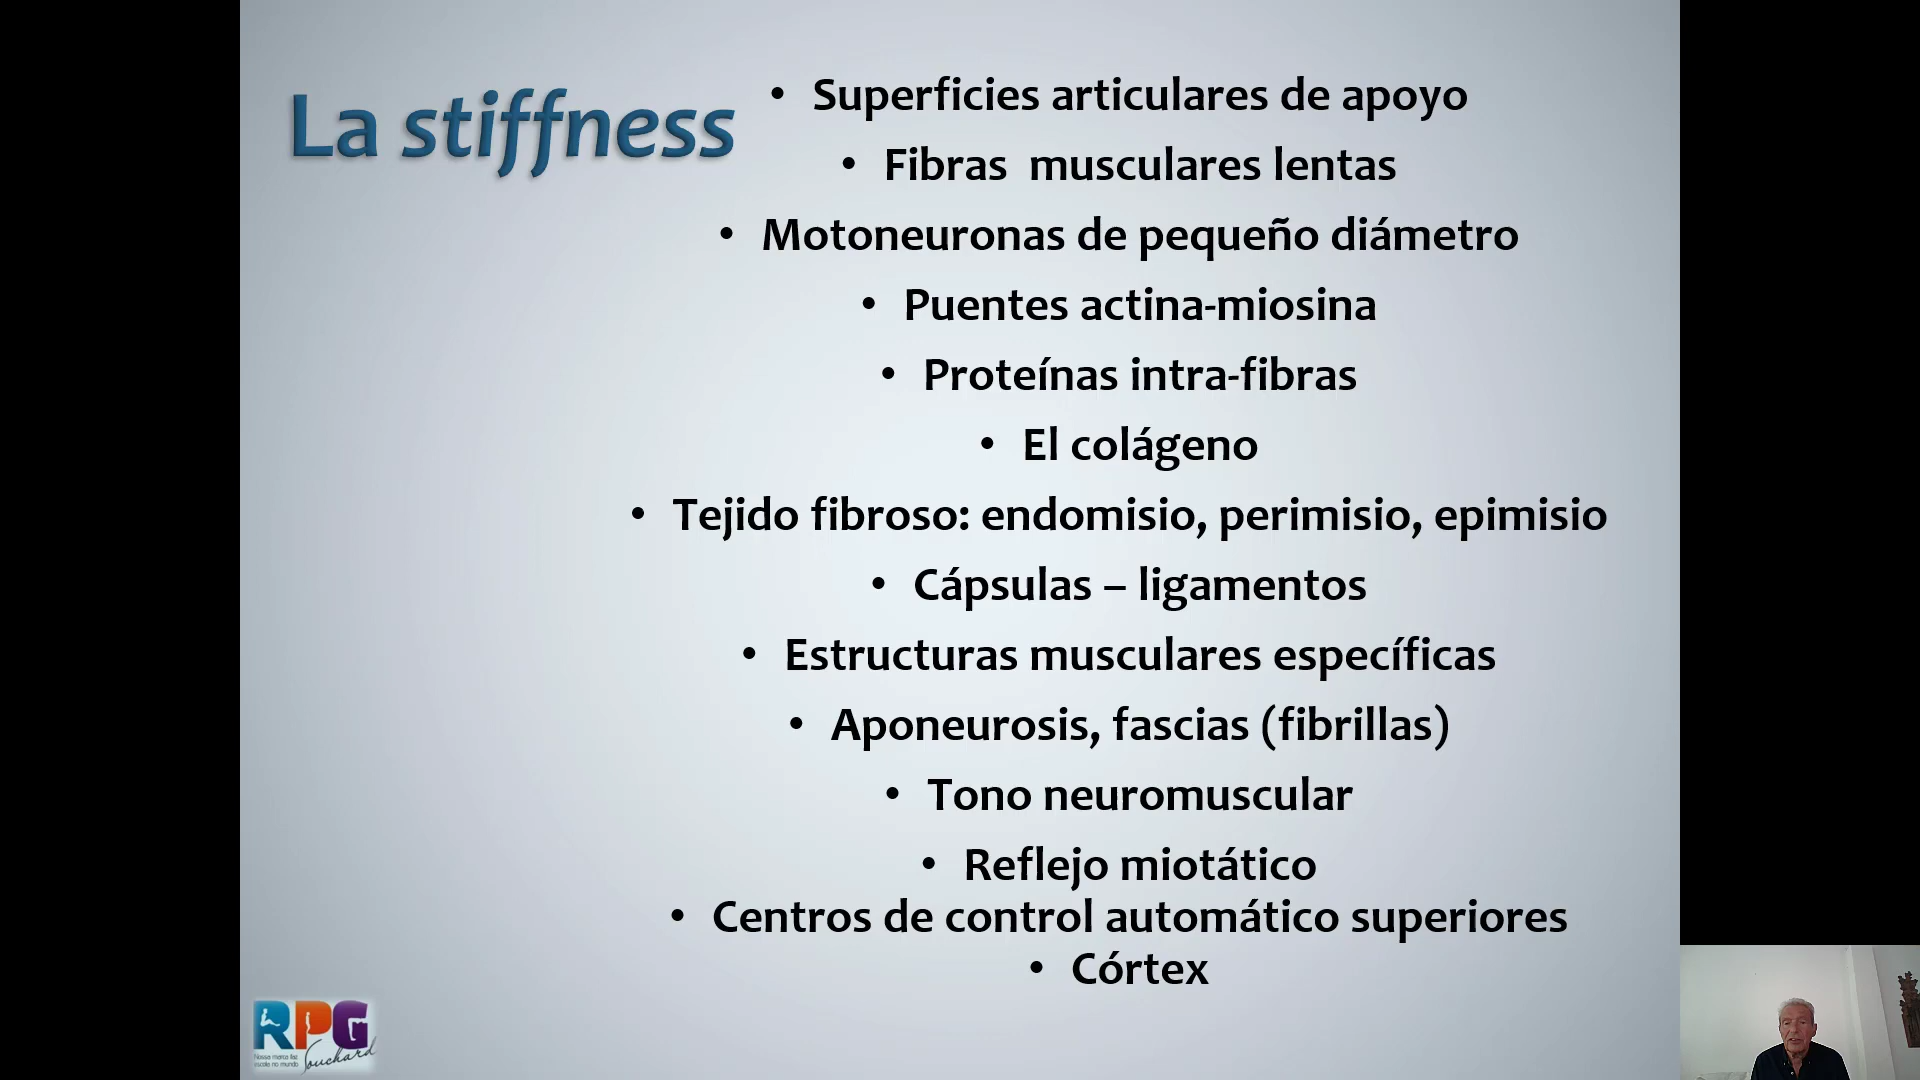 La stiffness
• Superficies articulares de apoyo
• Fibras musculares lentas
• Motoneuronas de pequeño diámetro
• Puentes actina-miosina
• Proteínas intra-fibras
• El colágeno
• Tejido fibroso: endomisio, perimisio, epimisio
• Cápsulas – ligamentos
• Estructuras musculares específicas
• Aponeurosis, fascias (fibrillas)
• Tono neuromuscular
• Reflejo miotático
• Centros de control automático superiores
• Córtex
RPG
Souchard